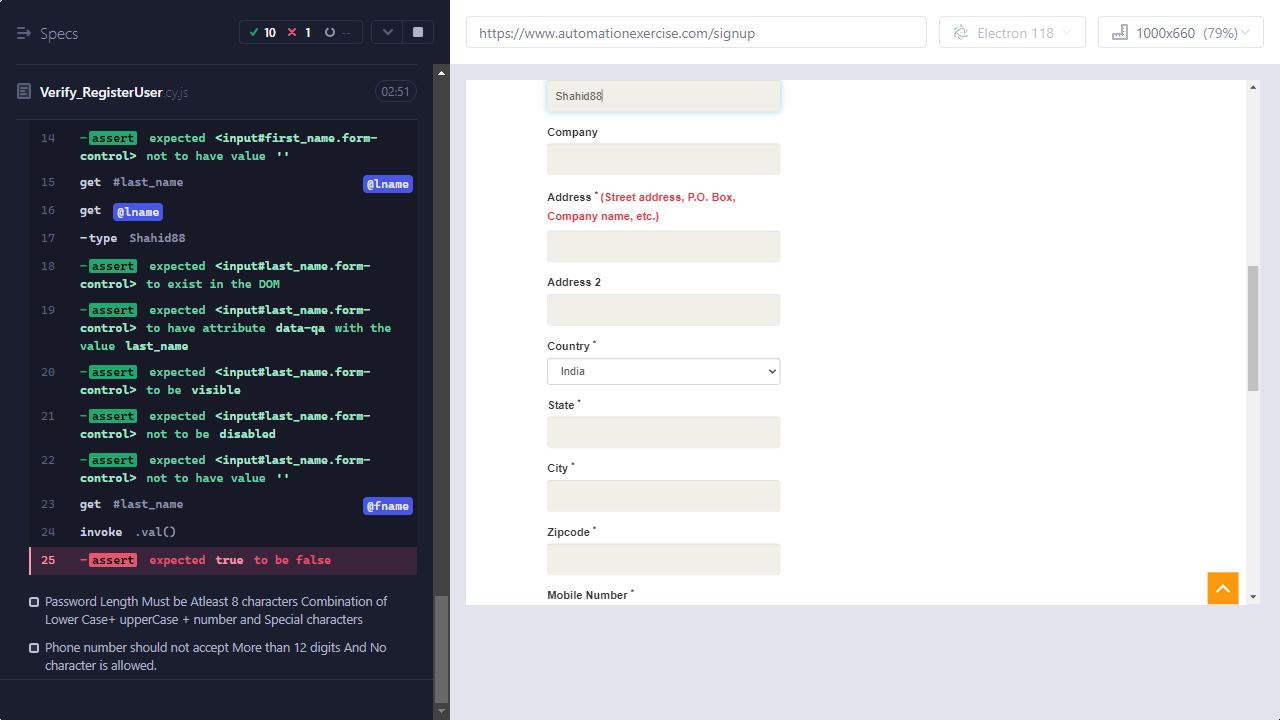 Specs
10
1
--
Verify_RegisterUser.cy.js
02:51
14 -assert expected <input#first_name.form-
control> not to have value ''
15 get #last_name @lname
16 get @lname
17 -type Shahid88
18 -assert expected <input#last_name.form-
control> to exist in the DOM
19 -assert expected <input#last_name.form-
control> to have attribute data-qa with the
value last_name
20 -assert expected <input#last_name.form-
control> to be visible
21 -assert expected <input#last_name.form-
control> not to be disabled
22 -assert expected <input#last_name.form-
control> not to have value ''
23 get #last_name @fname
24 invoke .val()
25 -assert expected true to be false
Password Length Must be Atleast 8 characters Combination of
Lower Case+ upperCase + number and Special characters
Phone number should not accept More than 12 digits And No
character is allowed.
https://www.automationexercise.com/signup
Electron 118
1000x660 (79%)
Shahid88
Company
Address * (Street address, P.O. Box,
Company name, etc.)
Address 2
Country *
India
State *
City *
Zipcode *
Mobile Number *